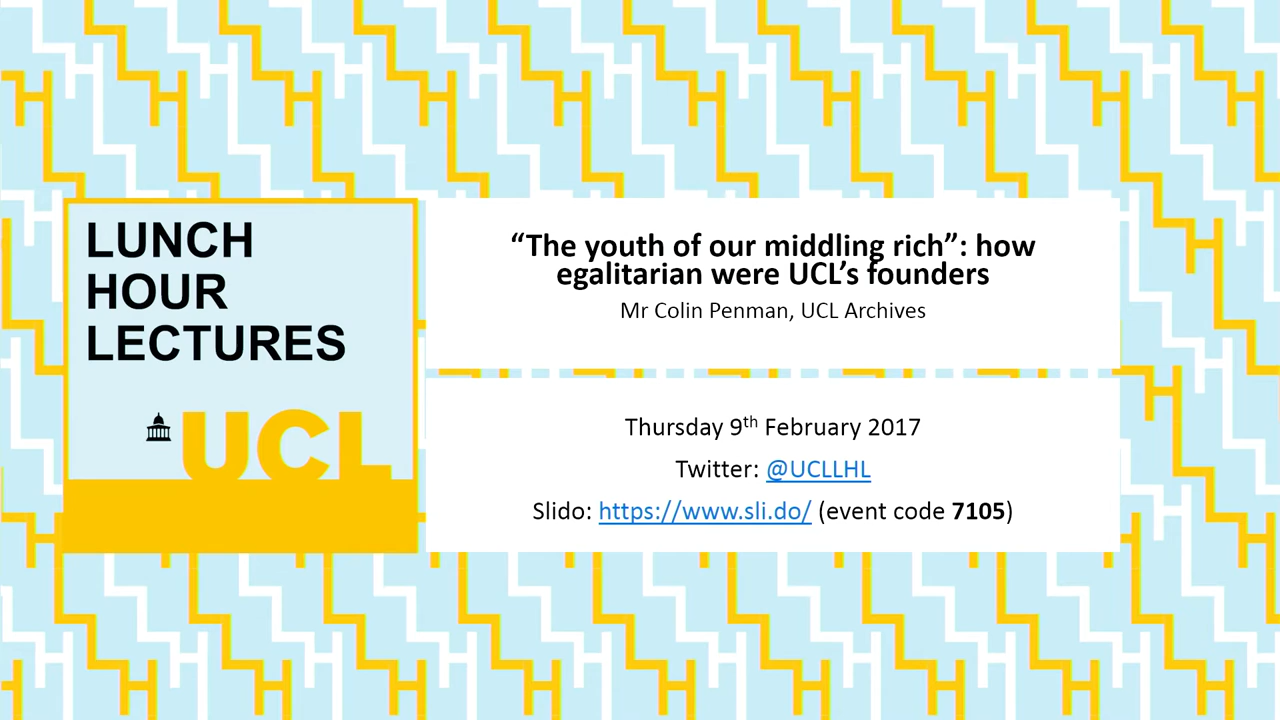 LUNCH
HOUR
LECTURES
UCL
“The youth of our middling rich”: how
egalitarian were UCL’s founders
Mr Colin Penman, UCL Archives
Thursday 9th February 2017
Twitter: @UCLLHL
Slido: https://www.sli.do/ (event code 7105)